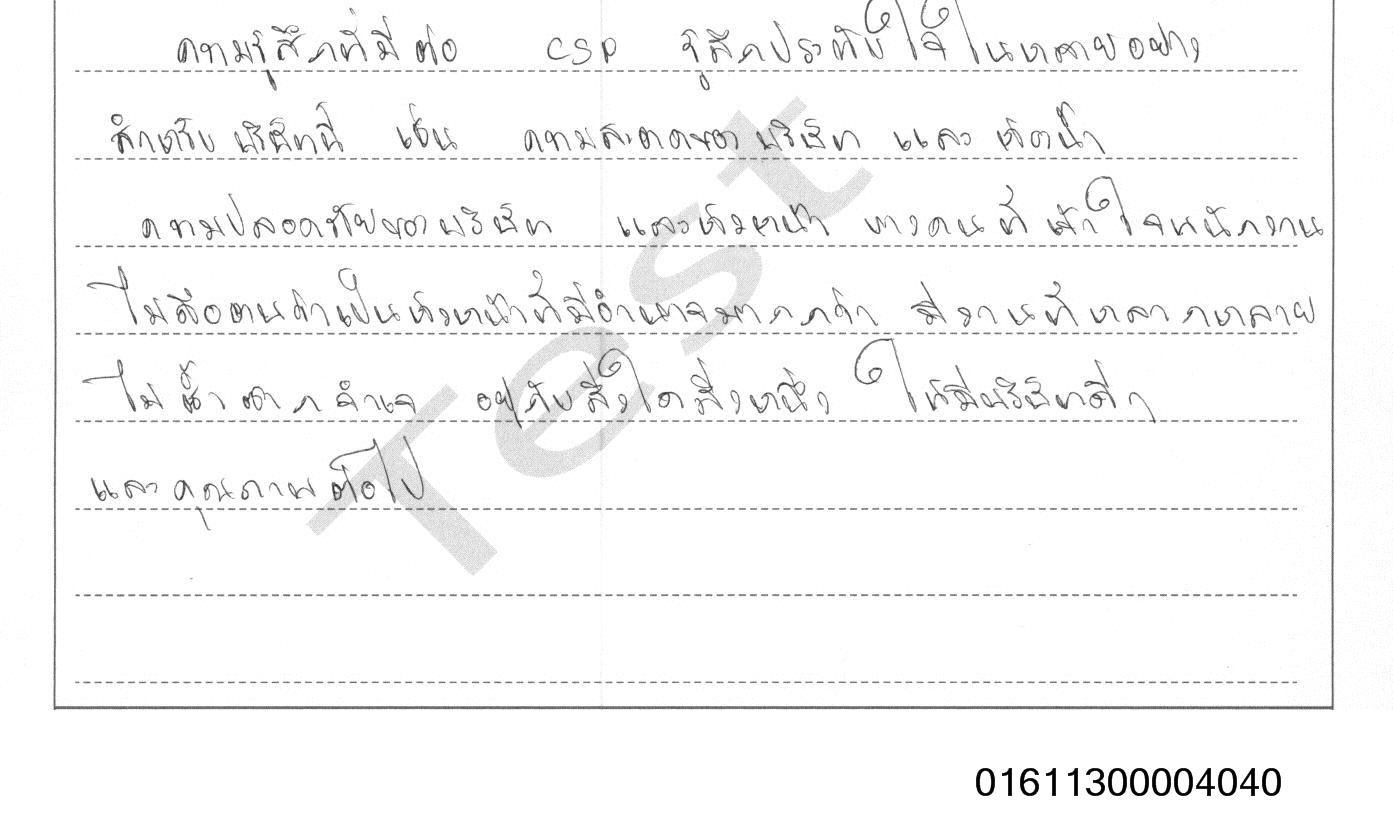 ความรู้สึกที่มีต่อ CSP รู้สึกประทับใจในหลายอย่าง
สำหรับบริษัทนี้ เช่น ความสะอาดของบริษัท และ ห้องน้ำ
ความปลอดภัยของบริษัท และหัวหน้า บางคนที่เข้าใจพนักงาน
ไม่ถือตนว่าเป็นหัวหน้าที่มีอำนาจมากกว่า มีงานที่หลากหลาย
ไม่ซ้ำซากจำเจ อยู่กับสิ่งใดสิ่งหนึ่ง ให้มีบริษัทดีๆ
และคุณภาพต่อไป
Test
01611300004040